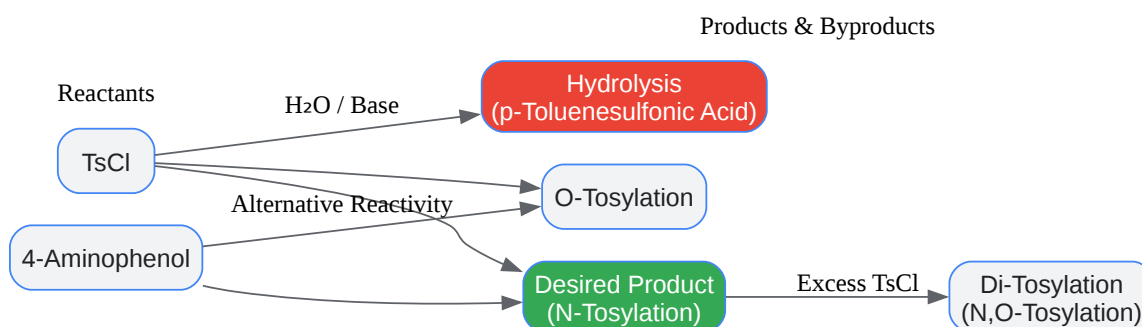 Products & Byproducts
Reactants
H₂O / Base
Hydrolysis
(p-Toluenesulfonic Acid)
TsCl
O-Tosylation
Alternative Reactivity
4-Aminophenol
Desired Product
(N-Tosylation)
Excess TsCl
Di-Tosylation
(N,O-Tosylation)